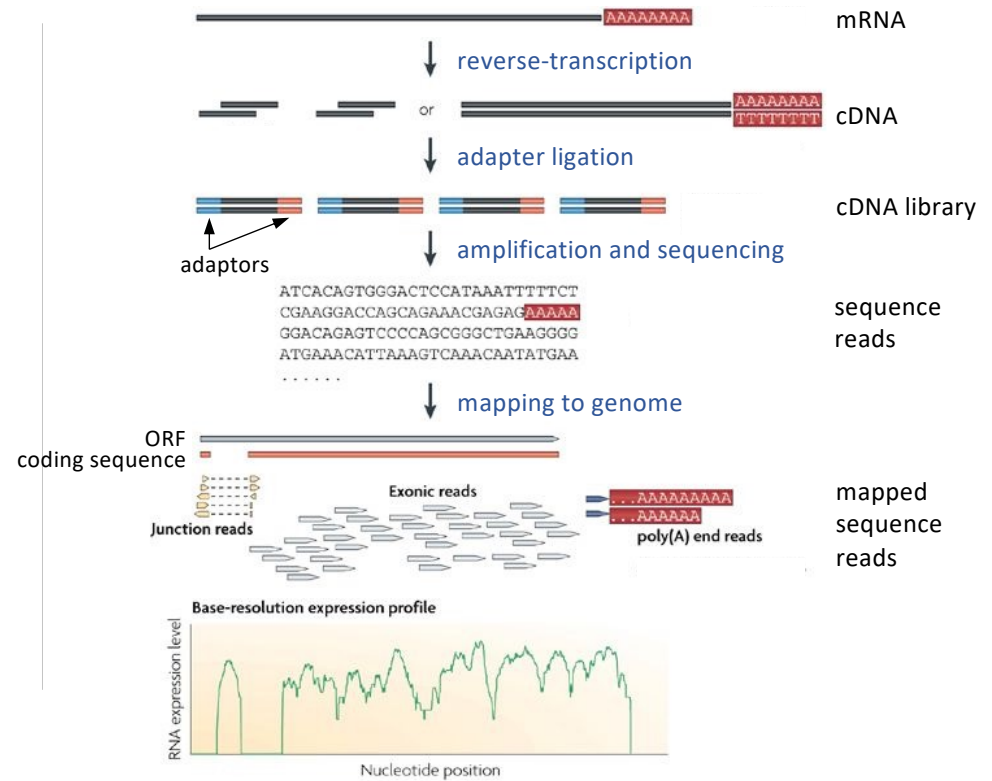 AAAAAAAA
mRNA
reverse-transcription
or
AAAAAAAA
TTTTTTTT
cDNA
adapter ligation
cDNA library
adaptors
amplification and sequencing
ATCACAGTGGGACTCCATAAATTTTTCT
CGAAGGACCAGCAGAAACGAGAGAAAAA
GGACAGAGTCCCCAGCGGGCTGAAGGGG
ATGAAACATTAAAGTCAAACAATATGAA
......
sequence
reads
mapping to genome
ORF
coding sequence
Junction reads
Exonic reads
...AAAAAAAAA
...AAAAAA
poly(A) end reads
mapped
sequence
reads
Base-resolution expression profile
RNA expression level
Nucleotide position